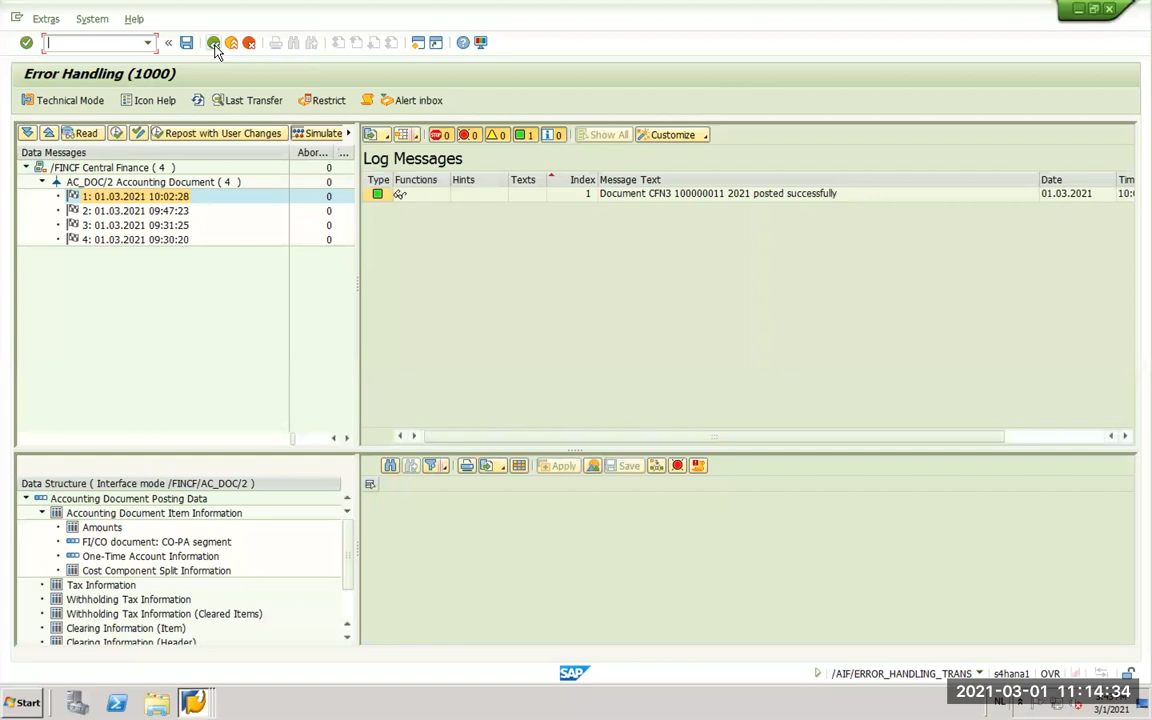 Extras System Help
Error Handling (1000)
Technical Mode Icon Help Last Transfer Restrict Alert inbox
Read Repost with User Changes Simulate
Data Messages Abor... ...
/FINCF Central Finance ( 4 ) 0
AC_DOC/2 Accounting Document ( 4 ) 0
1: 01.03.2021 10:02:28 0
2: 01.03.2021 09:47:23 0
3: 01.03.2021 09:31:25 0
4: 01.03.2021 09:30:20 0
0 0 0 1 0 Show All Customize
Log Messages
Type Functions Hints Texts Index Message Text Date Tim
1 Document CFN3 100000011 2021 posted successfully 01.03.2021 10:
Data Structure ( Interface mode /FINCF/AC_DOC/2 )
Accounting Document Posting Data
Accounting Document Item Information
Amounts
FI/CO document: CO-PA segment
One-Time Account Information
Cost Component Split Information
Tax Information
Withholding Tax Information
Withholding Tax Information (Cleared Items)
Clearing Information (Item)
Clearing Information (Header)
Apply Save
SAP /AIF/ERROR_HANDLING_TRANS s4hana1 OVR
2021-03-01 11:14:34
Start NL 3/1/2021